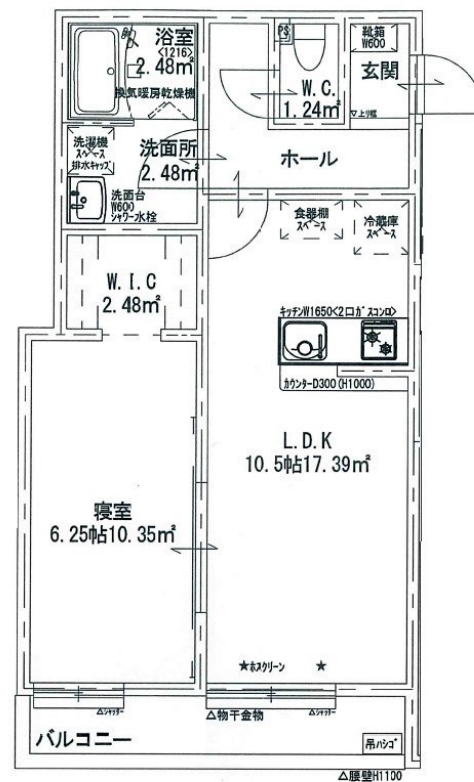 浴室
<1216>
2.48㎡
換気暖房乾燥機
PS
W.C.
1.24㎡
靴箱
W600
玄関
▽上り框
洗濯機
スペース
排水キャップ
洗面所
2.48㎡
洗面台
W600
シャワー水栓
ホール
食器棚
スペース
冷蔵庫
スペース
W.I.C
2.48㎡
キッチンW1650<2口ガスコンロ>
カウンターD300(H1000)
L.D.K
10.5帖17.39㎡
寝室
6.25帖10.35㎡
★ホスクリーン ★
△シャッター
△物干金物
△シャッター
バルコニー
吊ハシゴ
△腰壁H1100